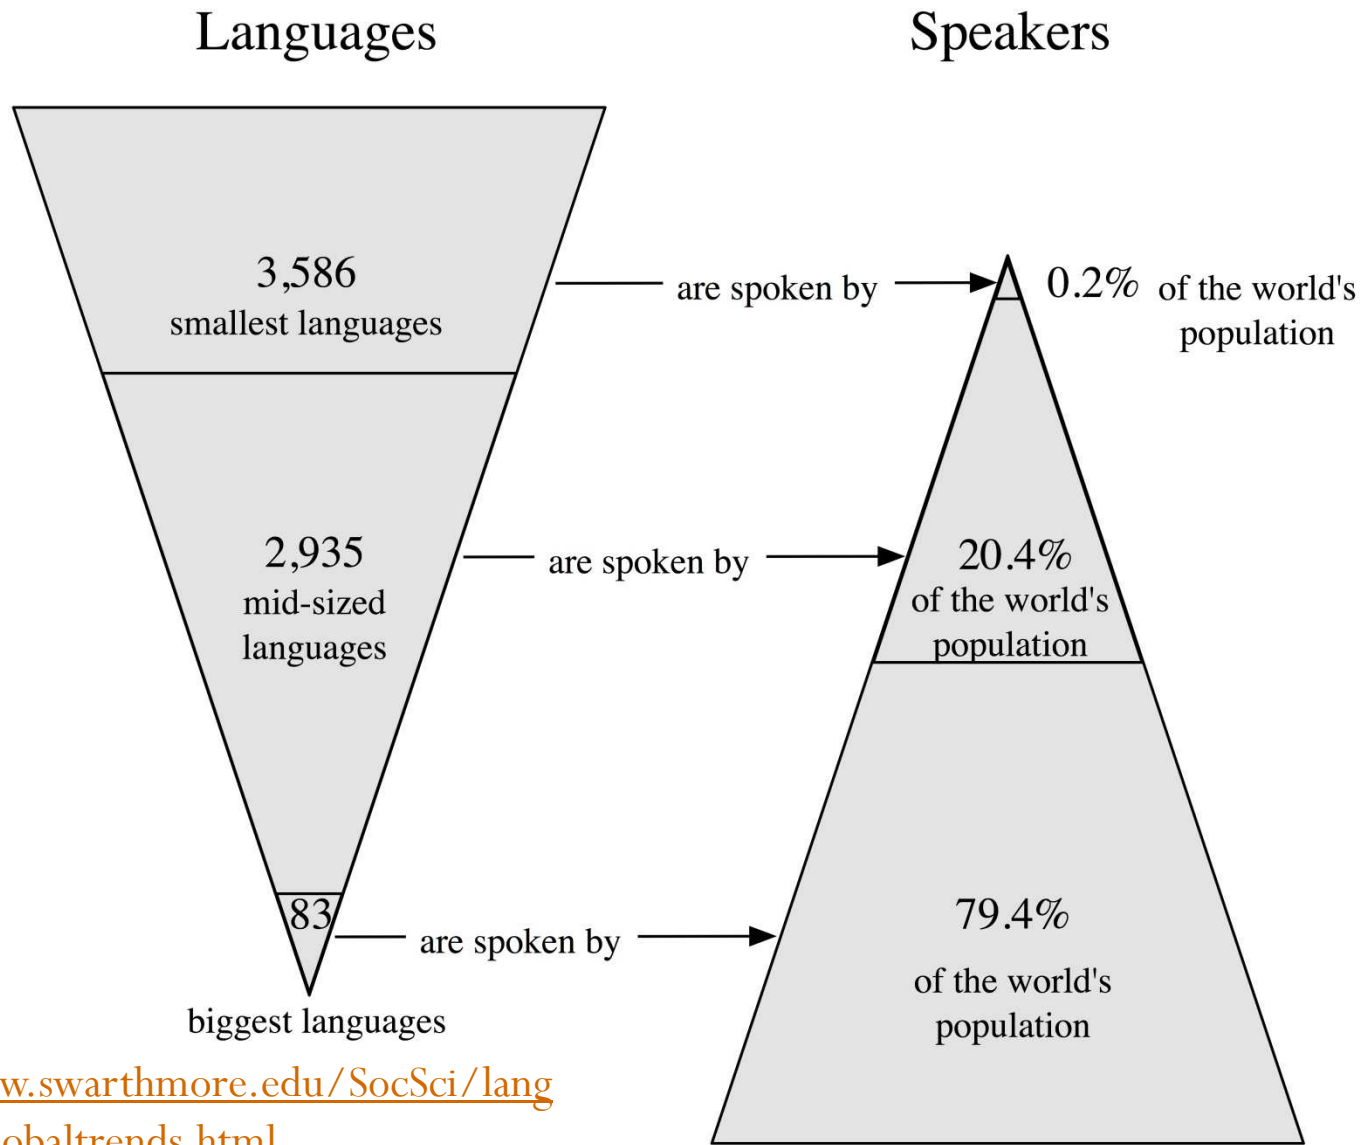 Languages
Speakers
3,586
smallest languages
are spoken by
0.2% of the world's
population
2,935
mid-sized
languages
are spoken by
20.4%
of the world's
population
83
biggest languages
are spoken by
79.4%
of the world's
population
w.swarthmore.edu/SocSci/lang
obaltrends.html